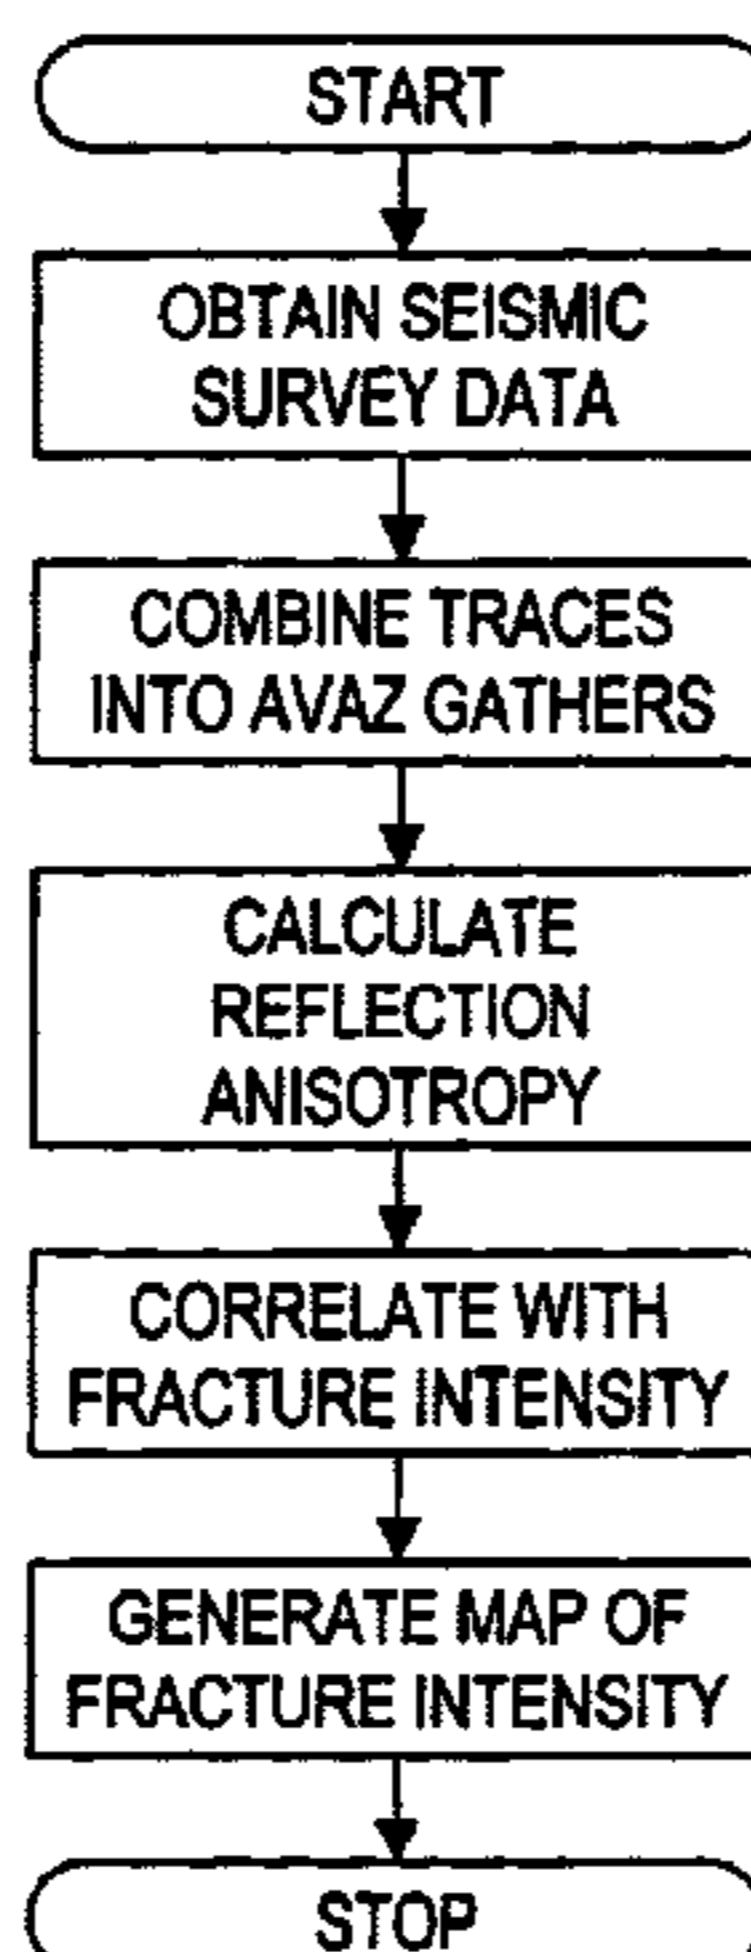 START
OBTAIN SEISMIC
SURVEY DATA
COMBINE TRACES
INTO AVAZ GATHERS
CALCULATE
REFLECTION
ANISOTROPY
CORRELATE WITH
FRACTURE INTENSITY
GENERATE MAP OF
FRACTURE INTENSITY
STOP